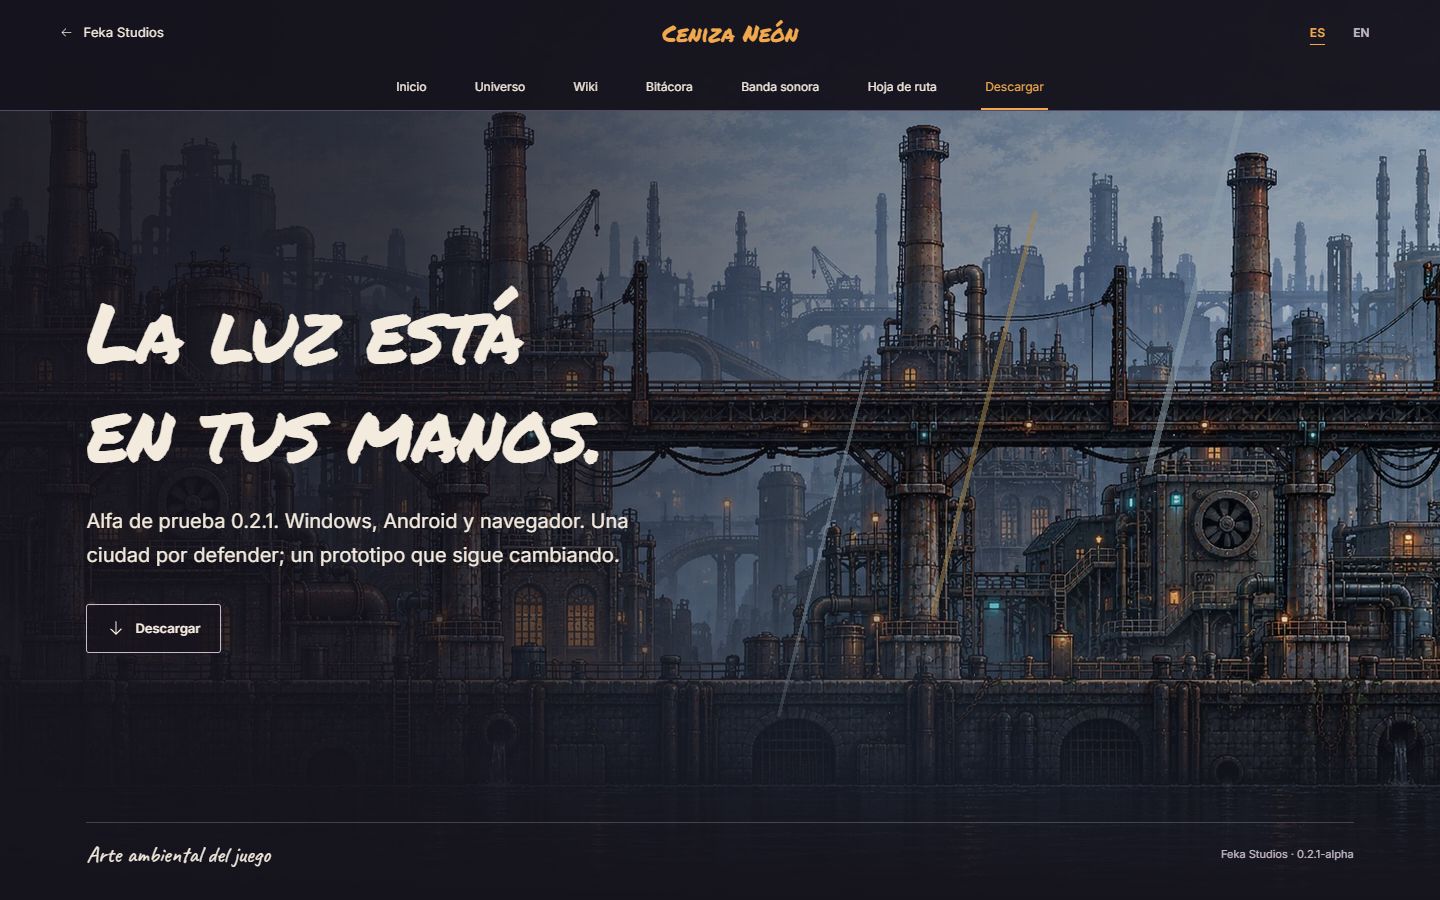 ← Feka Studios
Ceniza Neón
ES EN
Inicio Universo Wiki Bitácora Banda sonora Hoja de ruta Descargar
La luz está
en tus manos.
Alfa de prueba 0.2.1. Windows, Android y navegador. Una
ciudad por defender; un prototipo que sigue cambiando.
↓ Descargar
Arte ambiental del juego
Feka Studios · 0.2.1-alpha